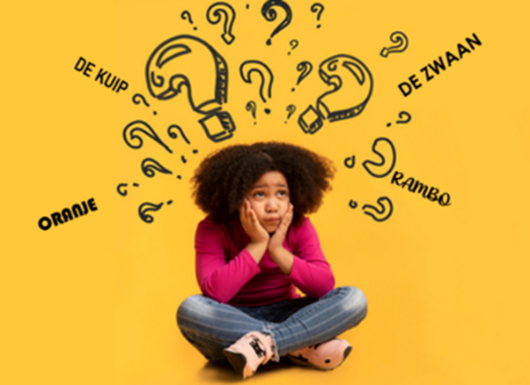 DE KUIP
DE ZWAAN
ORANJE
RAMBO